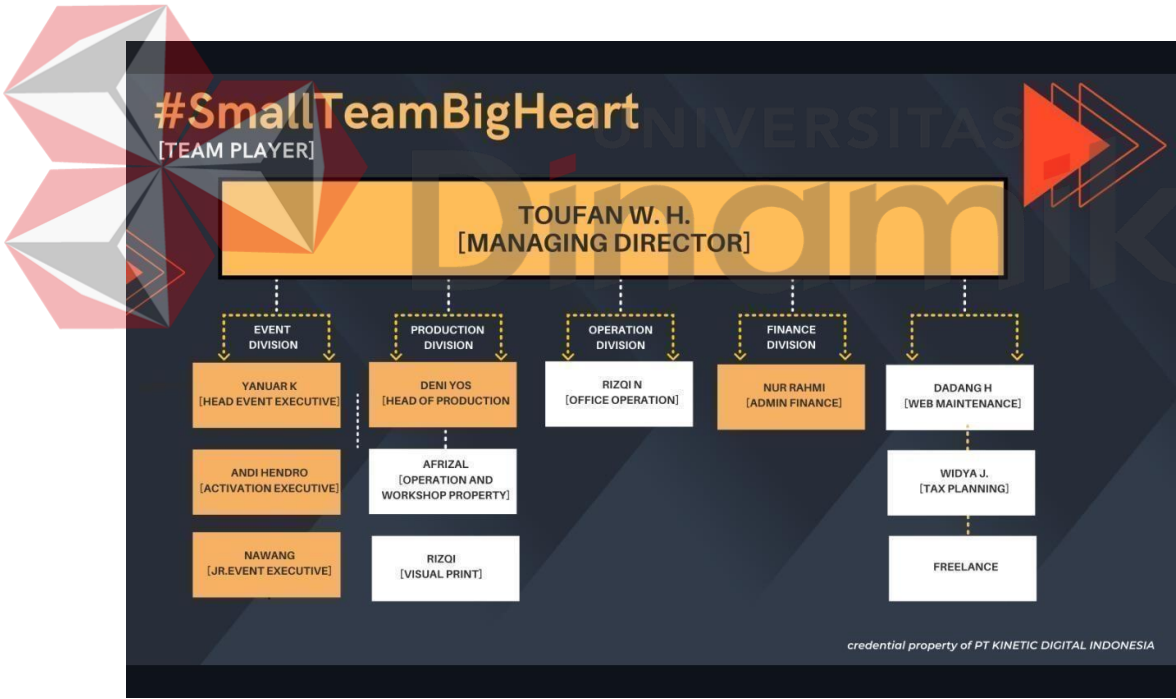 #SmallTeamBigHeart
[TEAM PLAYER]
UNIVERSITAS
Dinamika
TOUFAN W. H.
[MANAGING DIRECTOR]
EVENT
DIVISION
YANUAR K
[HEAD EVENT EXECUTIVE]
ANDI HENDRO
[ACTIVATION EXECUTIVE]
NAWANG
[JR.EVENT EXECUTIVE]
PRODUCTION
DIVISION
DENI YOS
[HEAD OF PRODUCTION
AFRIZAL
[OPERATION AND
WORKSHOP PROPERTY]
RIZQI
[VISUAL PRINT]
OPERATION
DIVISION
RIZQI N
[OFFICE OPERATION]
FINANCE
DIVISION
NUR RAHMI
[ADMIN FINANCE]
DADANG H
[WEB MAINTENANCE]
WIDYA J.
[TAX PLANNING]
FREELANCE
credential property of PT KINETIC DIGITAL INDONESIA